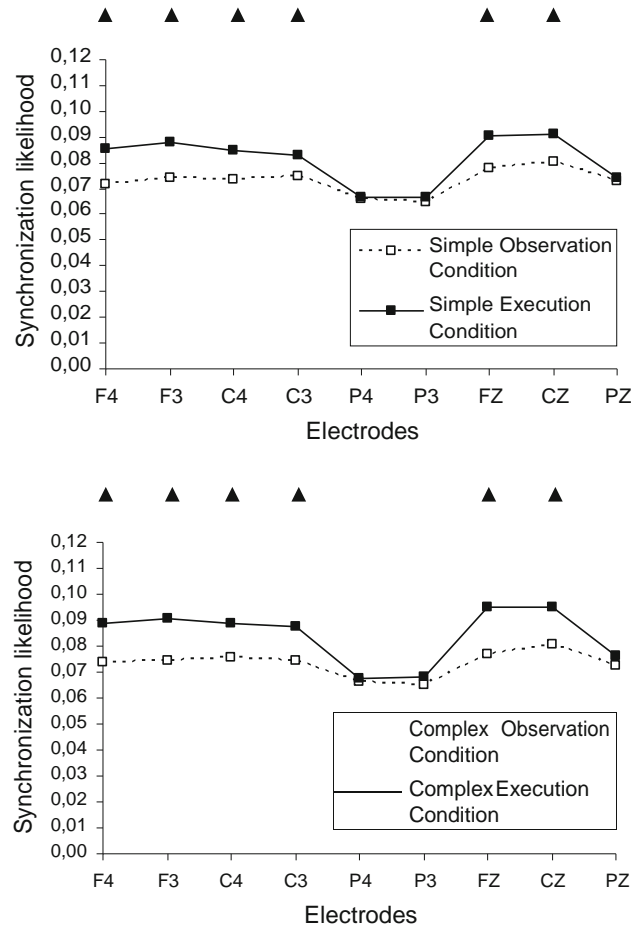 0,12
0,11
0,10
0,09
0,08
0,07
0,06
0,05
0,04
0,03
0,02
0,01
0,00
Synchronization likelihood
Simple Observation
Condition
Simple Execution
Condition
F4 F3 C4 C3 P4 P3 FZ CZ PZ
Electrodes
0,12
0,11
0,10
0,09
0,08
0,07
0,06
0,05
0,04
0,03
0,02
0,01
0,00
Synchronization likelihood
Complex Observation
Condition
Complex Execution
Condition
F4 F3 C4 C3 P4 P3 FZ CZ PZ
Electrodes